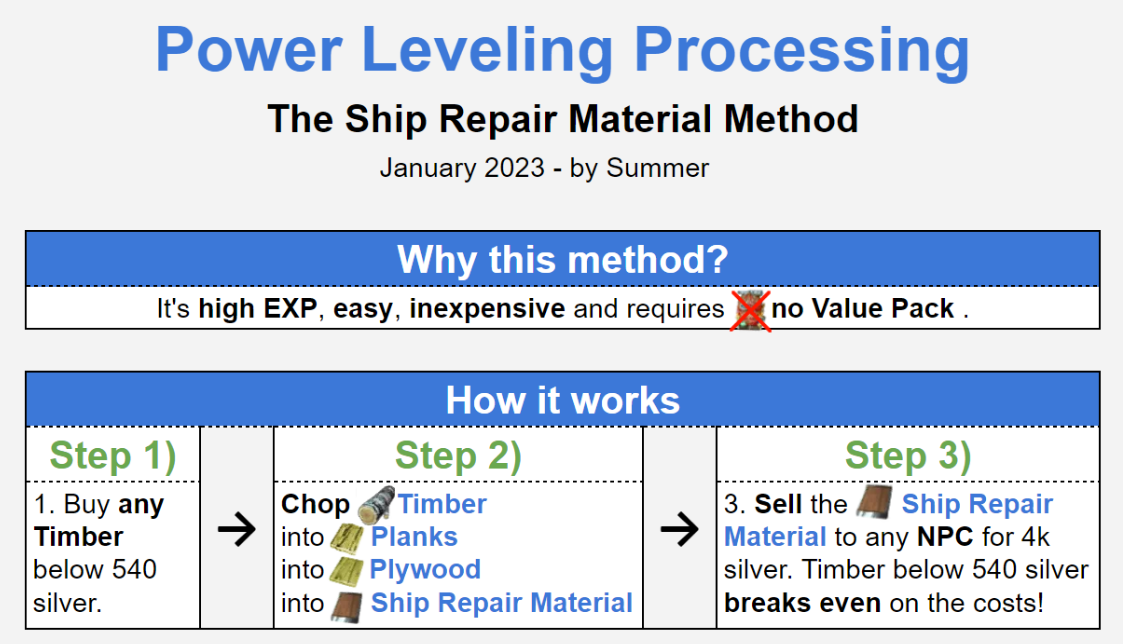 Power Leveling Processing
The Ship Repair Material Method
January 2023 - by Summer
Why this method?
It's high EXP, easy, inexpensive and requires no Value Pack .
How it works
Step 1)
1. Buy any
Timber
below 540
silver.
→
Step 2)
Chop Timber
into Planks
into Plywood
into Ship Repair Material
→
Step 3)
3. Sell the Ship Repair
Material to any NPC for 4k
silver. Timber below 540 silver
breaks even on the costs!